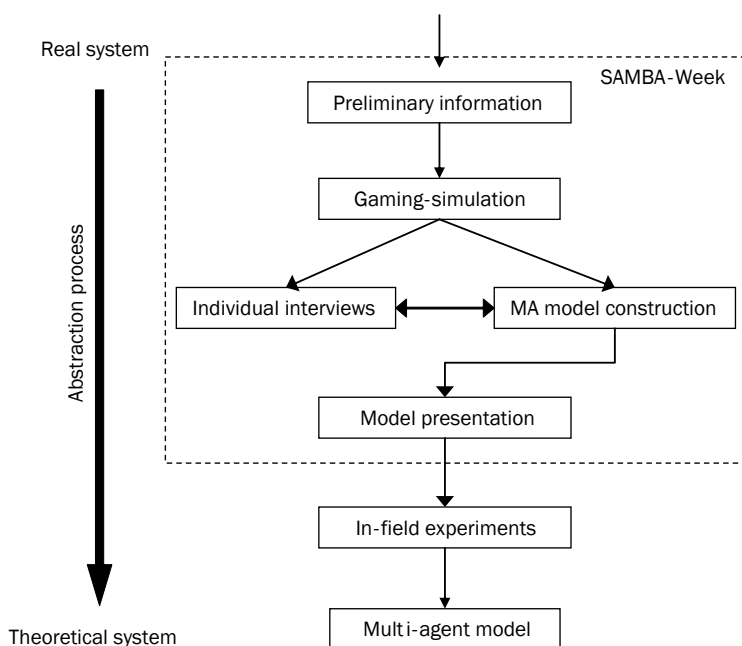 Real system
SAMBA-Week
Preliminary information
Gaming-simulation
Abstraction process
Individual interviews
MA model construction
Model presentation
In-field experiments
Multi-agent model
Theoretical system